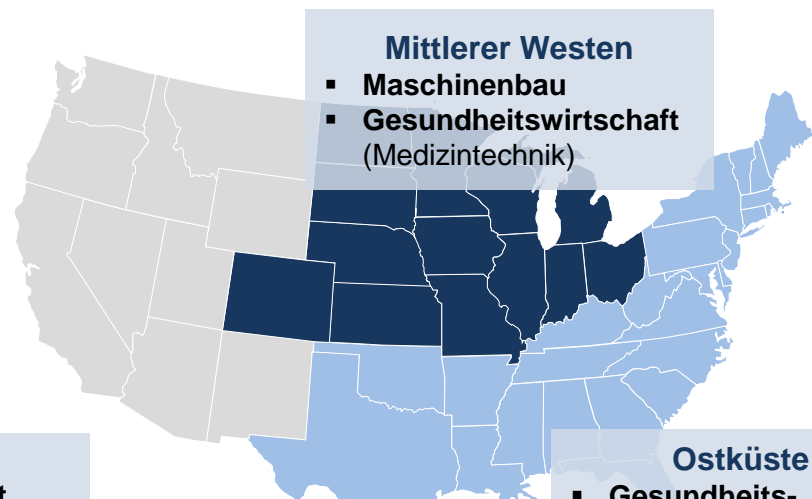 Mittlerer Westen
▪ Maschinenbau
▪ Gesundheitswirtschaft
(Medizintechnik)
Ostküste
▪ Gesundheits-